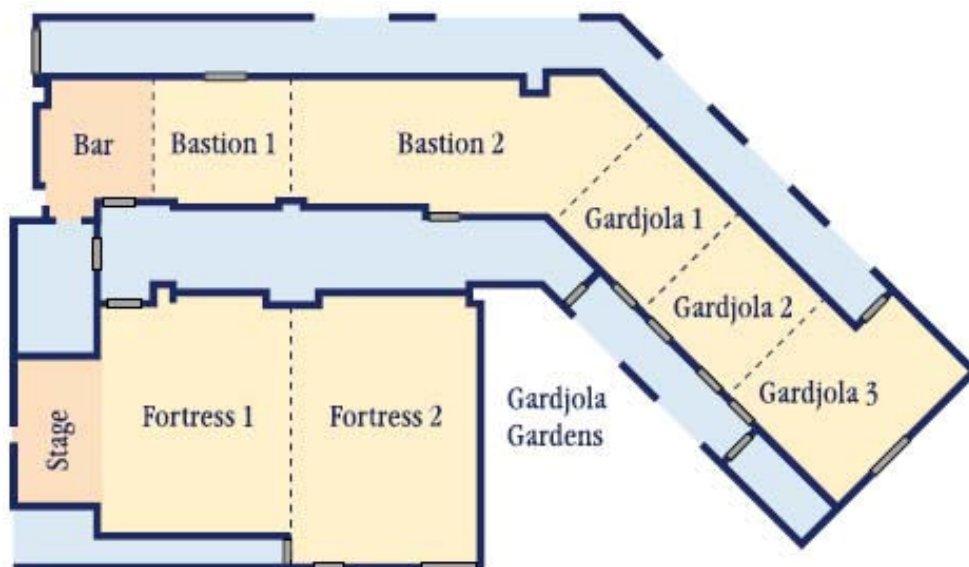 Bar
Bastion 1
Bastion 2
Gardjola 1
Gardjola 2
Gardjola 3
Stage
Fortress 1
Fortress 2
Gardjola
Gardens